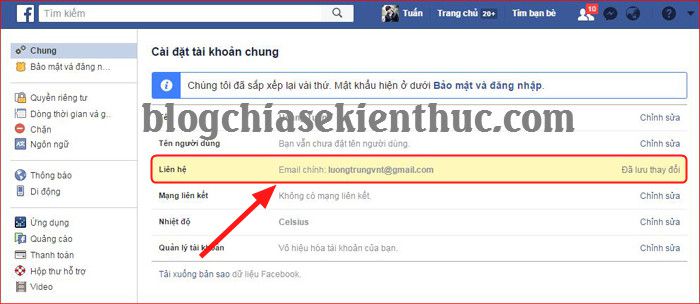 f Tìm kiếm Tuấn Trang chủ 20+ Tìm bạn bè 10
Chung
Bảo mật và đăng n...
Quyền riêng tư
Dòng thời gian và g..
Chặn
Ngôn ngữ
Thông báo
Di động
Ứng dụng
Quảng cáo
Thanh toán
Hộp thư hỗ trợ
Video
Cài đặt tài khoản chung
Chúng tôi đã sắp xếp lại vài thứ. Mật khẩu hiện ở dưới Bảo mật và đăng nhập.
blogchiasekienthuc.com
Chỉnh sửa
Tên người dùng Bạn vẫn chưa đặt tên người dùng. Chỉnh sửa
Liên hệ Email chính: luongtrungvnt@gmail.com Đã lưu thay đổi
Mạng liên kết Không có mạng liên kết. Chỉnh sửa
Nhiệt độ Celsius Chỉnh sửa
Quản lý tài khoản Vô hiệu hóa tài khoản của bạn. Chỉnh sửa
Tải xuống bản sao dữ liệu Facebook.